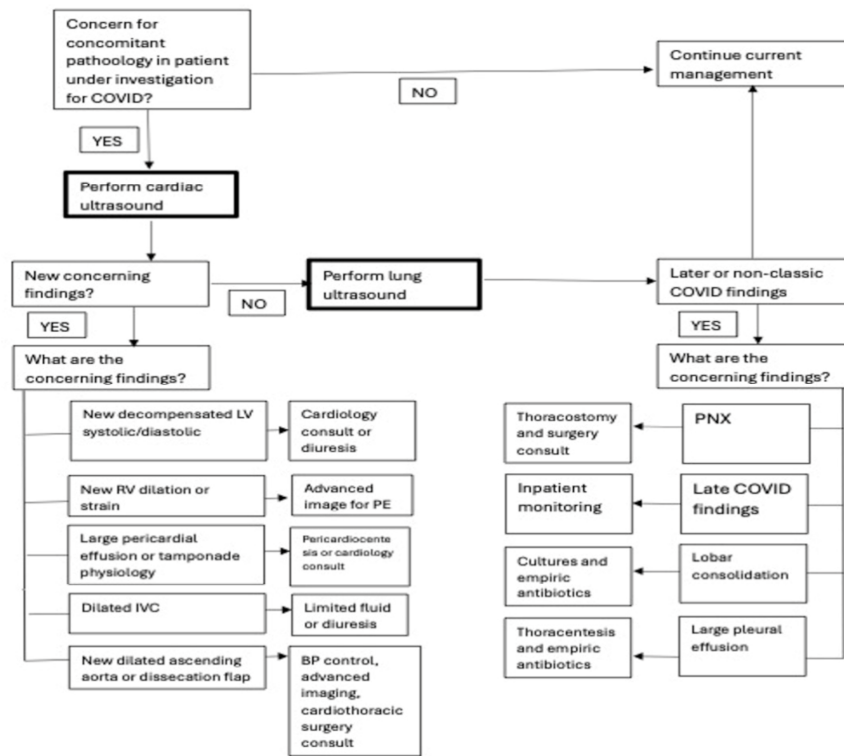 Concern for
concomitant
pathoology in patient
under investigation
for COVID?
Continue current
management
NO
YES
Perform cardiac
ultrasound
New concerning
findings?
Perform lung
ultrasound
Later or non-classic
COVID findings
NO
YES
YES
What are the
concerning findings?
What are the
concerning findings?
New decompensated LV
systolic/diastolic
Cardiology
consult or
diuresis
New RV dilation or
strain
Advanced
image for PE
Large pericardial
effusion or tamponade
physiology
Pericardiocente
sis or cardiology
consult
Dilated IVC
Limited fluid
or diuresis
New dilated ascending
aorta or dissecation flap
BP control,
advanced
imaging,
cardiothoracic
surgery
consult
Thoracostomy
and surgery
consult
PNX
Inpatient
monitoring
Late COVID
findings
Cultures and
empiric
antibiotics
Lobar
consolidation
Thoracentesis
and empiric
antibiotics
Large pleural
effusion